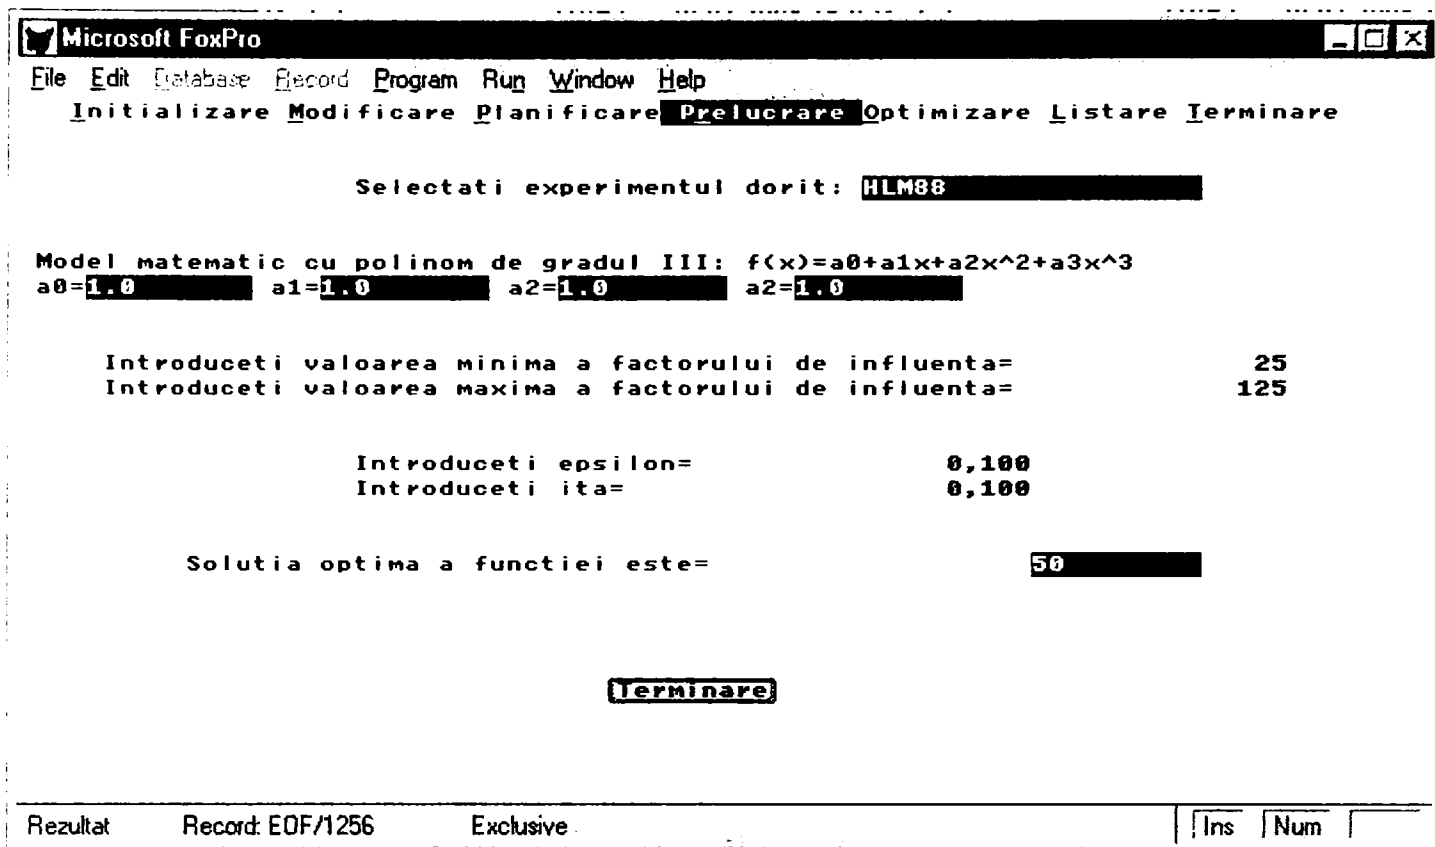 Microsoft FoxPro
File Edit Database Record Program Run Window Help
Initializare Modificare Planificare Prelucrare Optimizare Listare Terminare
Selectati experimentul dorit: HLM88
Model matematic cu polinom de gradul III: f(x)=a0+a1x+a2x^2+a3x^3
a0=1.0 a1=1.0 a2=1.0 a2=1.0
Introduceti valoarea minima a factorului de influenta= 25
Introduceti valoarea maxima a factorului de influenta= 125
Introduceti epsilon= 0,100
Introduceti ita= 0,100
Solutia optima a functiei este= 50
Terminare
Rezultat Record: EOF/1256 Exclusive Ins Num